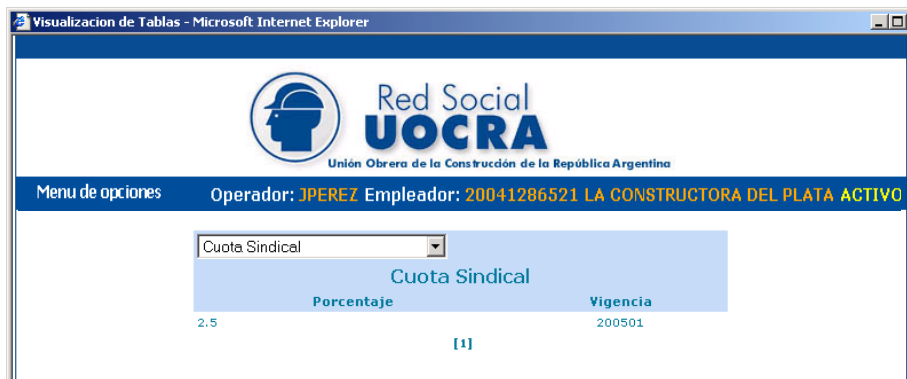 Visualizacion de Tablas - Microsoft Internet Explorer
Red Social
UOCRA
Unión Obrera de la Construcción de la República Argentina
Menu de opciones Operador: JPEREZ Empleador: 20041286521 LA CONSTRUCTORA DEL PLATA ACTIVO
Cuota Sindical
Cuota Sindical
Porcentaje Vigencia
2.5 200501
[1]